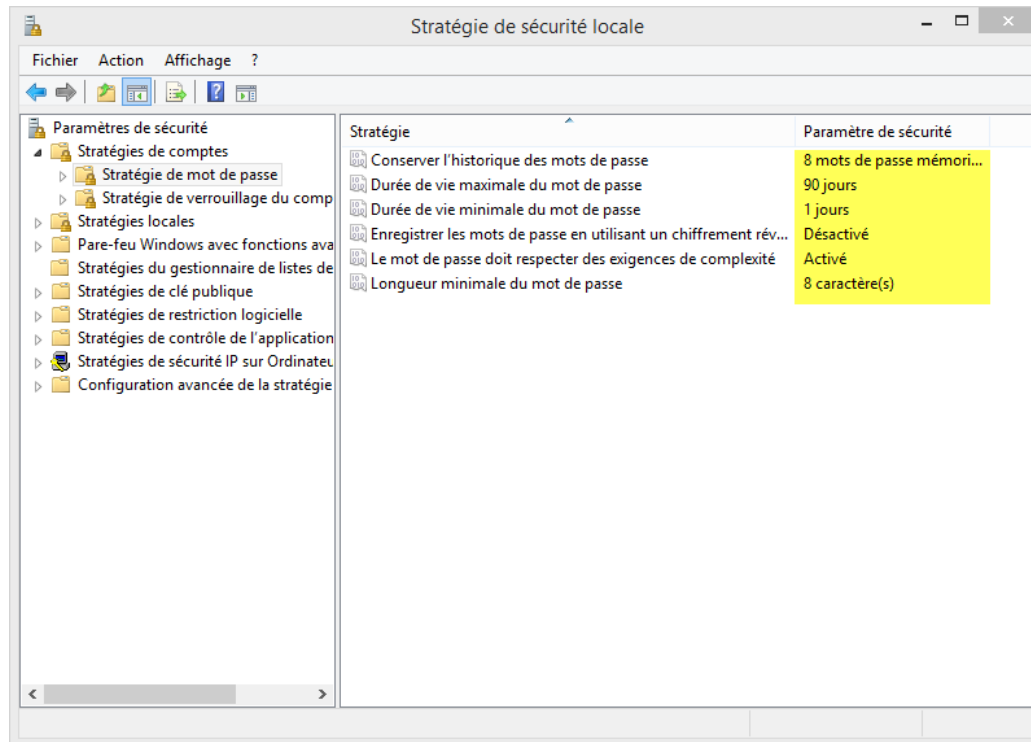 Stratégie de sécurité locale
Fichier Action Affichage ?
Paramètres de sécurité
Stratégies de comptes
Stratégie de mot de passe
Stratégie de verrouillage du comp
Stratégies locales
Pare-feu Windows avec fonctions ava
Stratégies du gestionnaire de listes de
Stratégies de clé publique
Stratégies de restriction logicielle
Stratégies de contrôle de l'application
Stratégies de sécurité IP sur Ordinateu
Configuration avancée de la stratégie
Stratégie Paramètre de sécurité
Conserver l'historique des mots de passe 8 mots de passe mémori...
Durée de vie maximale du mot de passe 90 jours
Durée de vie minimale du mot de passe 1 jours
Enregistrer les mots de passe en utilisant un chiffrement rév... Désactivé
Le mot de passe doit respecter des exigences de complexité Activé
Longueur minimale du mot de passe 8 caractère(s)